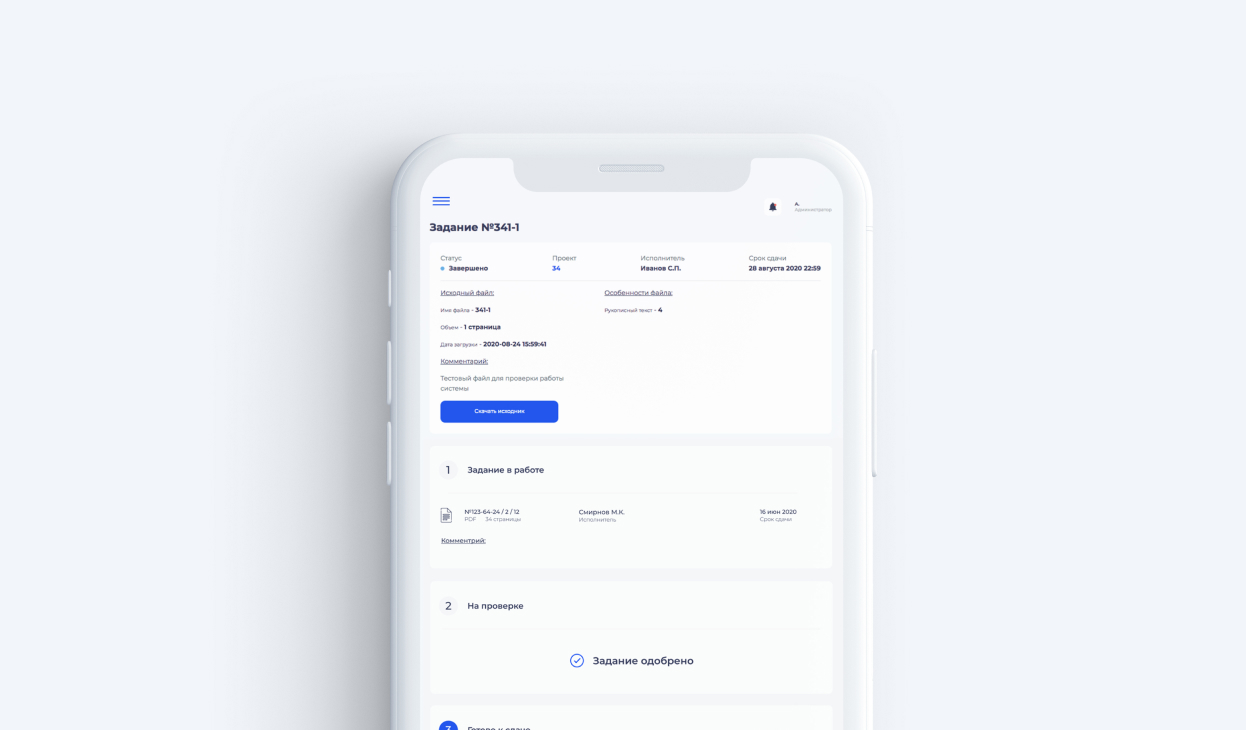 А.
Администратор
Задание №341-1
Статус Проект Исполнитель Срок сдачи
Завершено 34 Иванов С.П. 28 августа 2020 22:59
Исходный файл: Особенности файла:
Имя файла - 341-1 Рукописный текст - 4
Объем - 1 страница
Дата загрузки - 2020-08-24 15:59:41
Комментарий:
Тестовый файл для проверки работы
системы
Скачать исходник
1 Задание в работе
№123-64-24 / 2 / 12 Смирнов М.К. 16 июн 2020
PDF 34 страницы Исполнитель Срок сдачи
Комментрий:
2 На проверке
Задание одобрено
3 Готово к сдаче